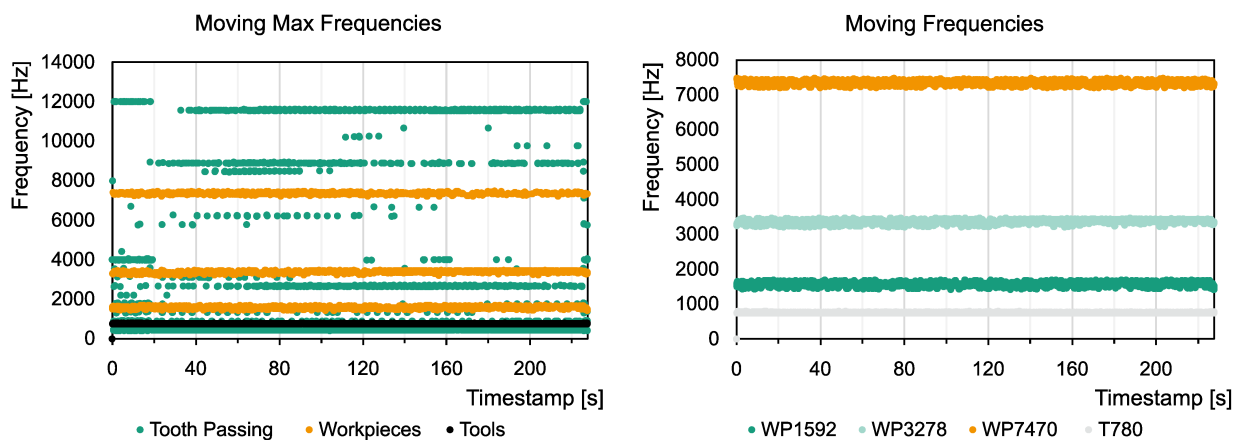 Moving Max Frequencies
Frequency [Hz]
14000
12000
10000
8000
6000
4000
2000
0
0 40 80 120 160 200
Timestamp [s]
Tooth Passing Workpieces Tools
Moving Frequencies
Frequency [Hz]
8000
7000
6000
5000
4000
3000
2000
1000
0
0 40 80 120 160 200
Timestamp [s]
WP1592 WP3278 WP7470 T780